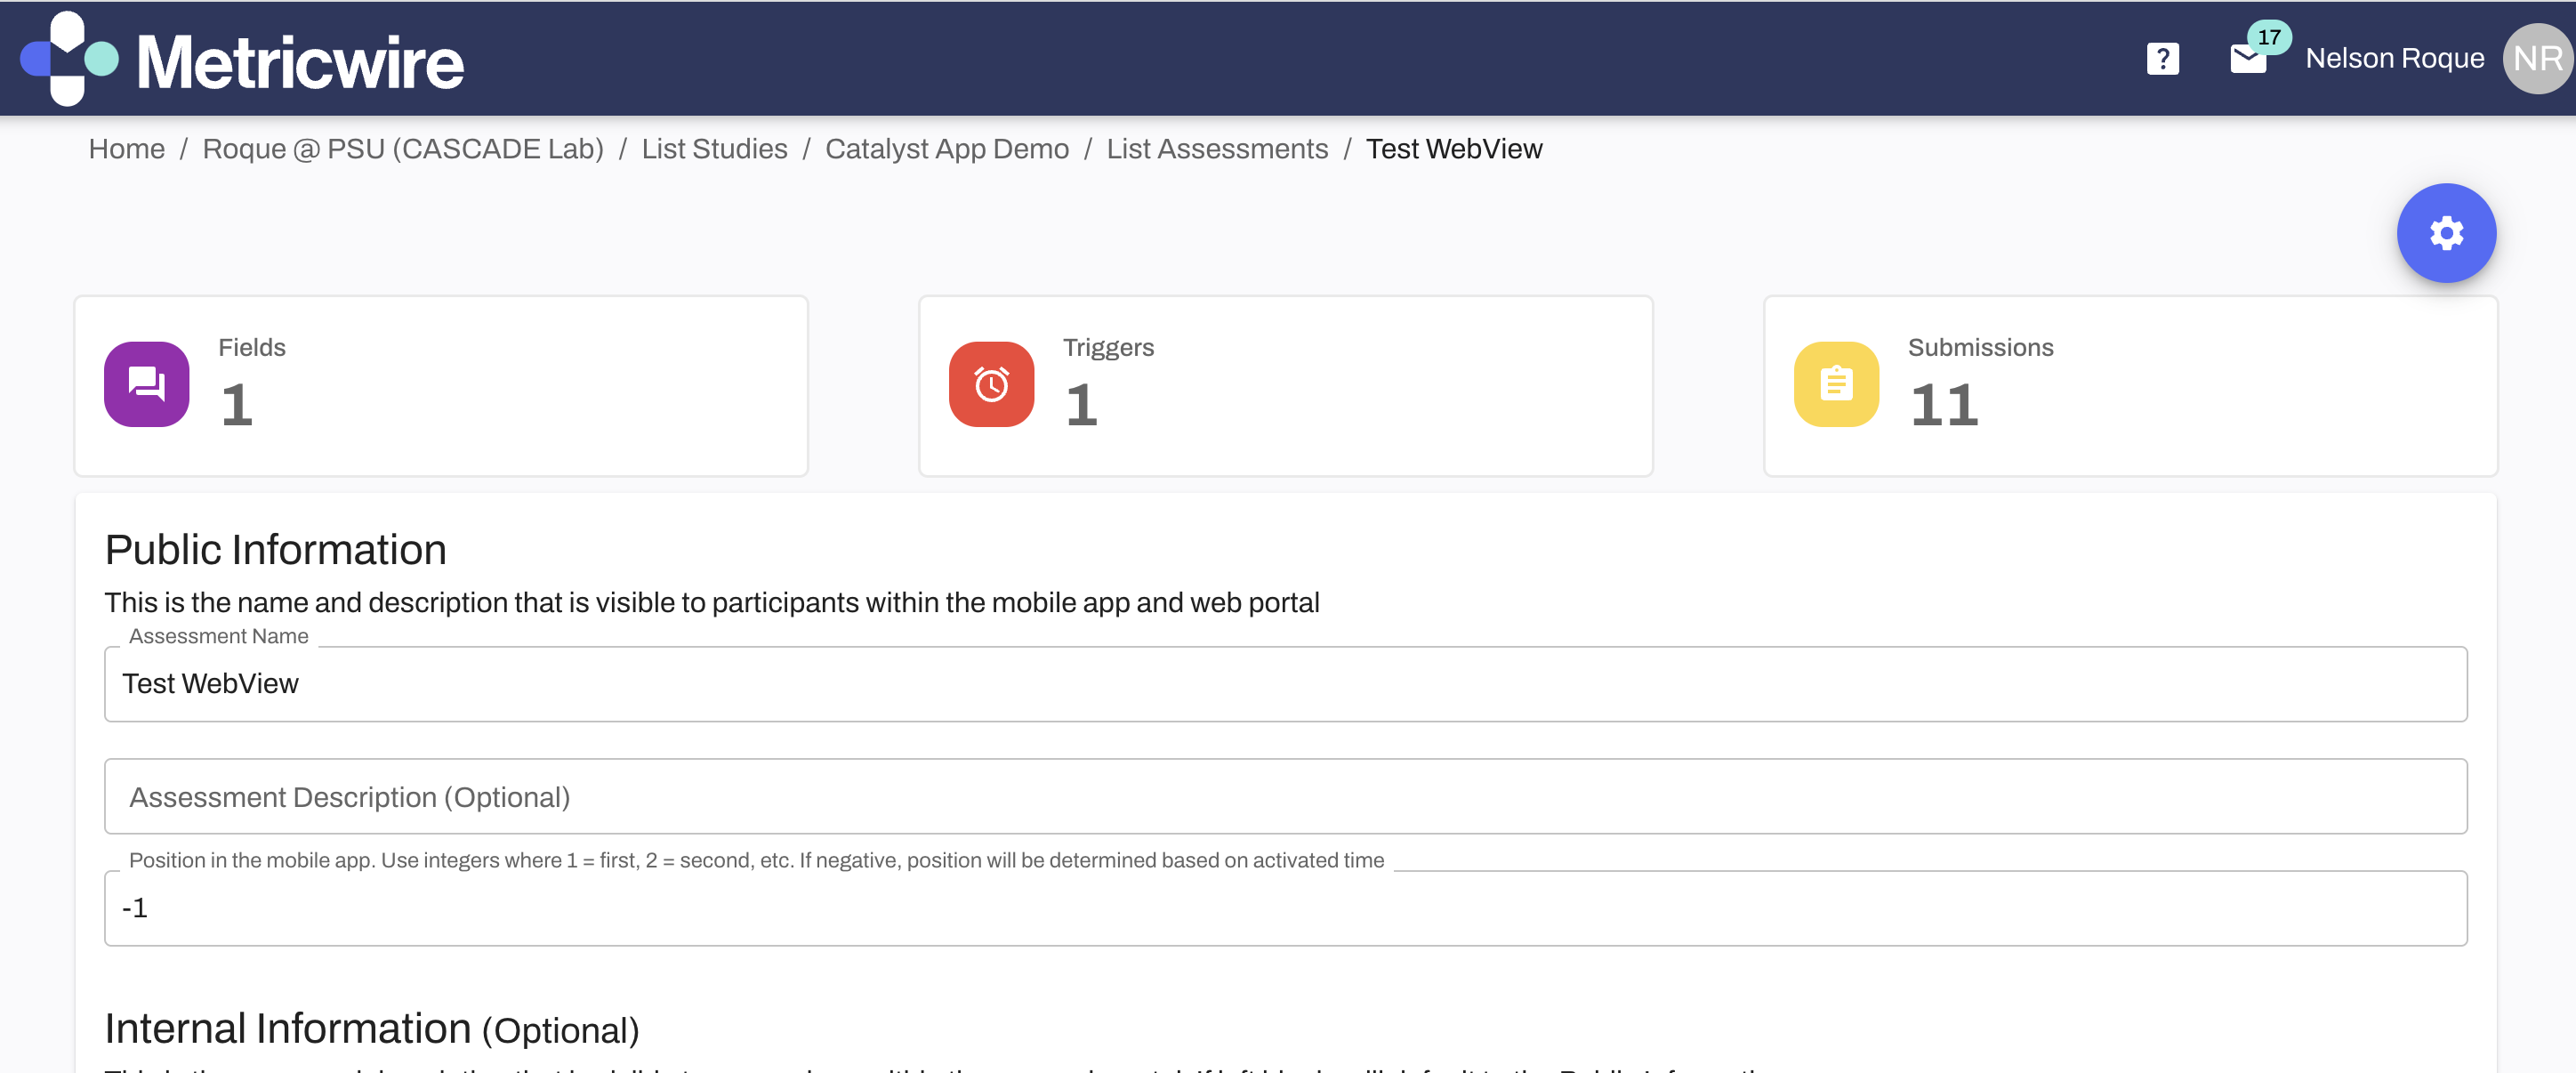 Metricwire
? 17 Nelson Roque NR
Home / Roque @ PSU (CASCADE Lab) / List Studies / Catalyst App Demo / List Assessments / Test WebView
Fields
1
Triggers
1
Submissions
11
Public Information
This is the name and description that is visible to participants within the mobile app and web portal
Assessment Name
Test WebView
Assessment Description (Optional)
Position in the mobile app. Use integers where 1 = first, 2 = second, etc. If negative, position will be determined based on activated time
-1
Internal Information (Optional)